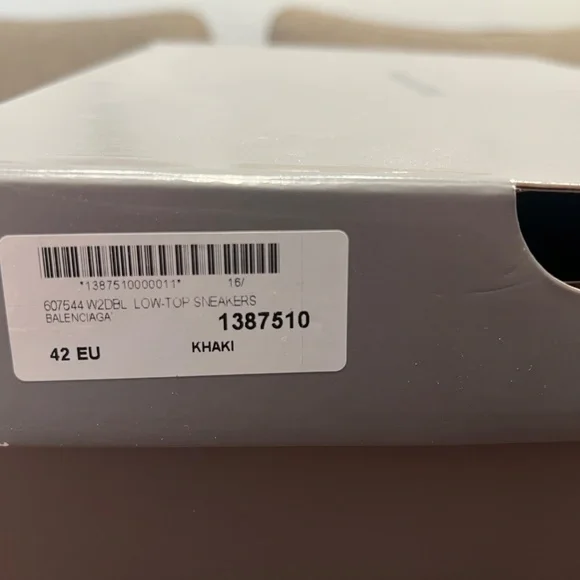 *1387510000011* 16/
607544 W2DBL LOW-TOP SNEAKERS
BALENCIAGA
1387510
42 EU KHAKI